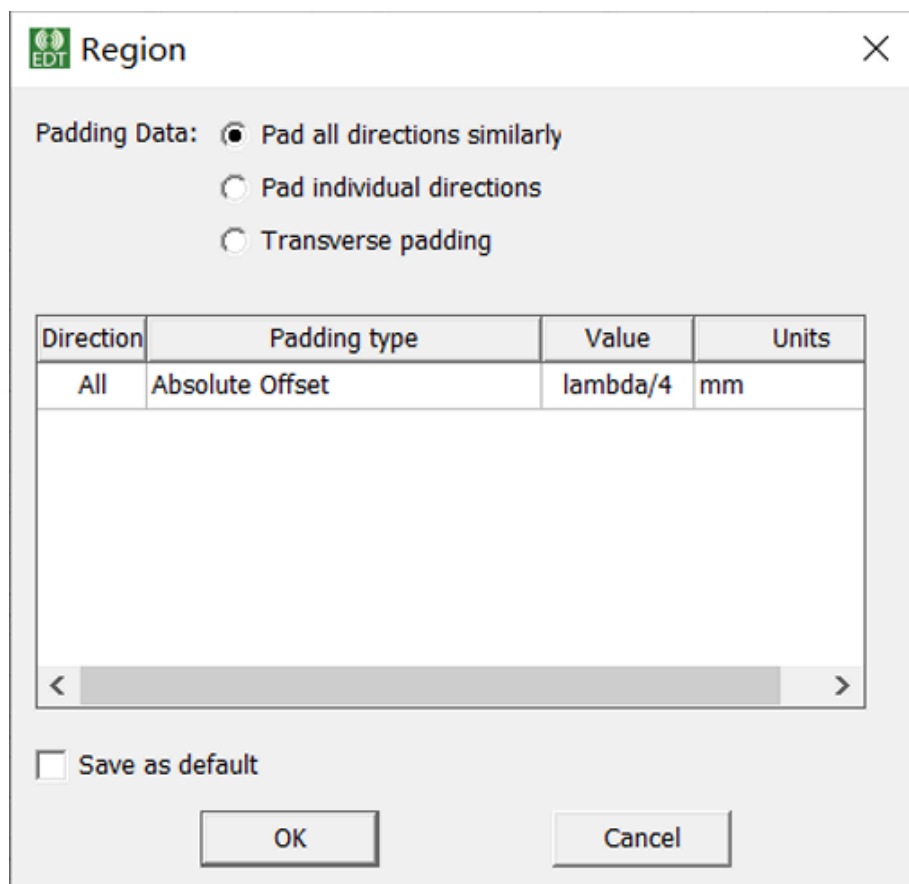 EDT Region
Padding Data: Pad all directions similarly
Pad individual directions
Transverse padding
Direction Padding type Value Units
All Absolute Offset lambda/4 mm
Save as default
OK Cancel